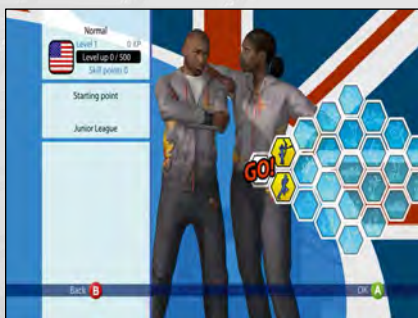 Normal
Level 1 0 XP
Level up 0 / 500
Skill points 0
Starting point
Junior League
GO!
Back B
OK A